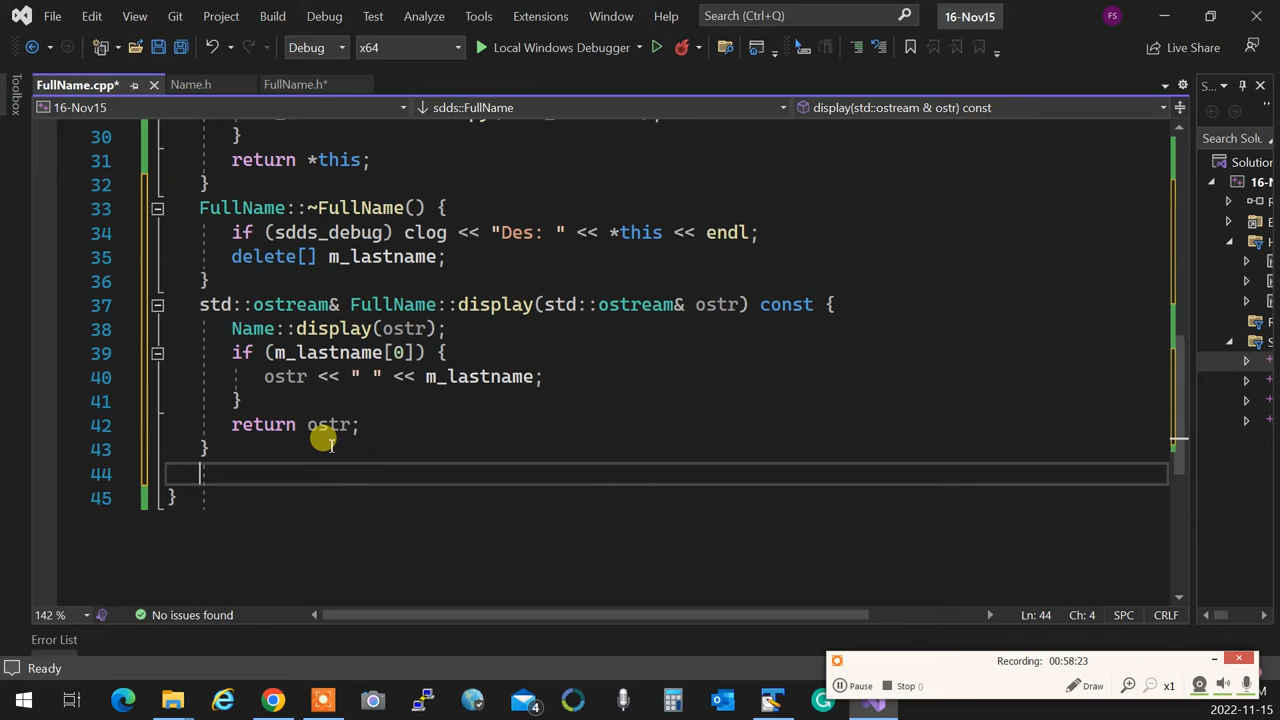 File Edit View Git Project Build Debug Test Analyze Tools Extensions Window Help Search (Ctrl+Q) 16-Nov15 FS
Debug x64 Local Windows Debugger Live Share
FullName.cpp* Name.h FullName.h* S...
Toolbox
16-Nov15 sdds::FullName display(std::ostream & ostr) const
30 }
31 return *this;
32 }
33 FullName::~FullName() {
34 if (sdds_debug) clog << "Des: " << *this << endl;
35 delete[] m_lastname;
36 }
37 std::ostream& FullName::display(std::ostream& ostr) const {
38 Name::display(ostr);
39 if (m_lastname[0]) {
40 ostr << " " << m_lastname;
41 }
42 return ostr;
43 }
44
45 }
Search Solu
Solution
16-N
142 % No issues found Ln: 44 Ch: 4 SPC CRLF
Error List
Ready
Recording: 00:58:23
Pause Stop () Draw x1
4
2022-11-15